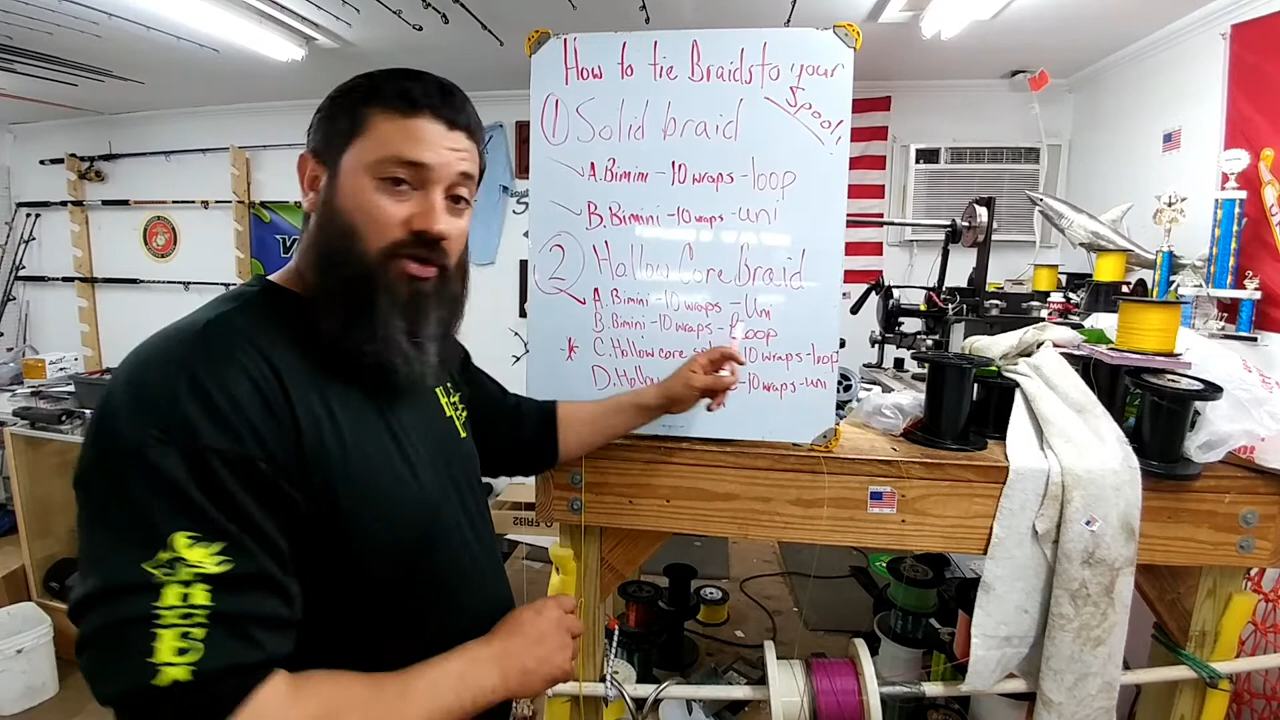 How to tie Braids to your
Spool!
1 Solid braid
A. Bimini - 10 wraps - loop
B. Bimini - 10 wraps - uni
2 Hollow Core Braid
A. Bimini - 10 wraps - Uni
B. Bimini - 10 wraps - loop
C. Hollow core 10 wraps - loop
D. - 10 wraps - uni